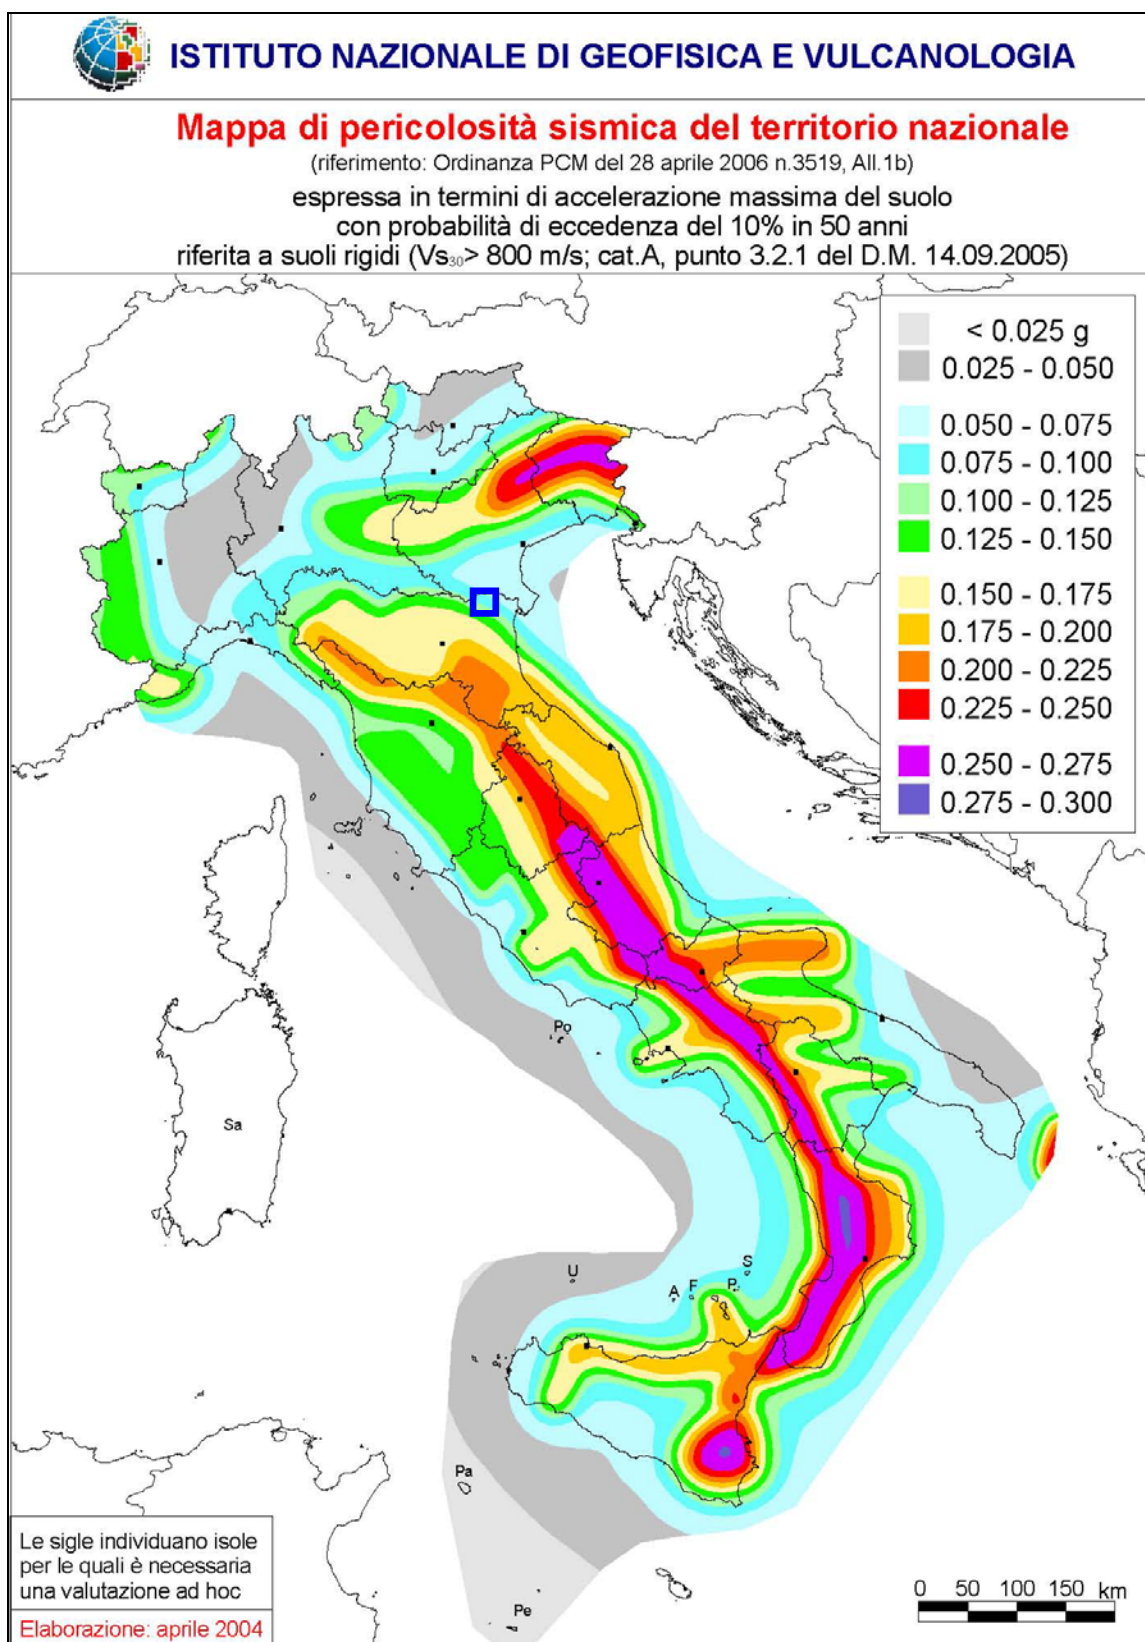 ISTITUTO NAZIONALE DI GEOFISICA E VULCANOLOGIA
Mappa di pericolosità sismica del territorio nazionale
(riferimento: Ordinanza PCM del 28 aprile 2006 n.3519, All.1b)
espressa in termini di accelerazione massima del suolo
con probabilità di eccedenza del 10% in 50 anni
riferita a suoli rigidi (Vs30> 800 m/s; cat.A, punto 3.2.1 del D.M. 14.09.2005)
< 0.025 g
0.025 - 0.050
0.050 - 0.075
0.075 - 0.100
0.100 - 0.125
0.125 - 0.150
0.150 - 0.175
0.175 - 0.200
0.200 - 0.225
0.225 - 0.250
0.250 - 0.275
0.275 - 0.300
Po
Sa
U
A
F
P
S
Pa
Pe
Le sigle individuano isole
per le quali è necessaria
una valutazione ad hoc
Elaborazione: aprile 2004
0 50 100 150 km